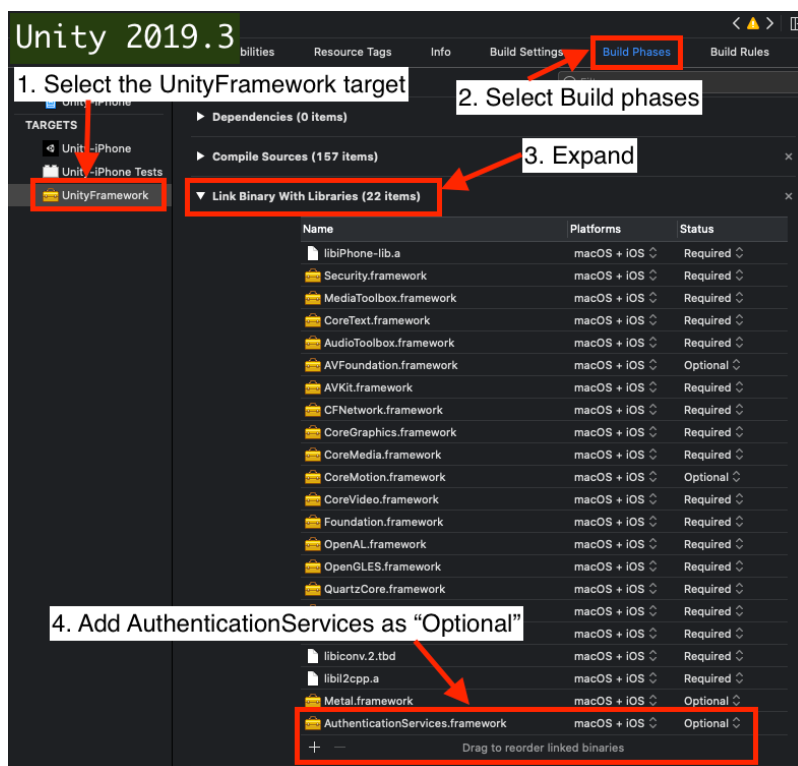 Unity 2019.3
bilities Resource Tags Info Build Settings Build Phases Build Rules
1. Select the UnityFramework target
2. Select Build phases
Unity-iPhone
Dependencies (0 items)
TARGETS
Unity-iPhone
Compile Sources (157 items)
3. Expand
Unity-iPhone Tests
UnityFramework
Link Binary With Libraries (22 items)
Name Platforms Status
libiPhone-lib.a macOS + iOS Required
Security.framework macOS + iOS Required
MediaToolbox.framework macOS + iOS Required
CoreText.framework macOS + iOS Required
AudioToolbox.framework macOS + iOS Required
AVFoundation.framework macOS + iOS Optional
AVKit.framework macOS + iOS Required
CFNetwork.framework macOS + iOS Required
CoreGraphics.framework macOS + iOS Required
CoreMedia.framework macOS + iOS Required
CoreMotion.framework macOS + iOS Optional
CoreVideo.framework macOS + iOS Required
Foundation.framework macOS + iOS Required
OpenAL.framework macOS + iOS Required
OpenGLES.framework macOS + iOS Required
QuartzCore.framework macOS + iOS Required
macOS + iOS Required
4. Add AuthenticationServices as “Optional”
macOS + iOS Required
libiconv.2.tbd macOS + iOS Required
libil2cpp.a macOS + iOS Required
Metal.framework macOS + iOS Optional
AuthenticationServices.framework macOS + iOS Optional
+ − Drag to reorder linked binaries